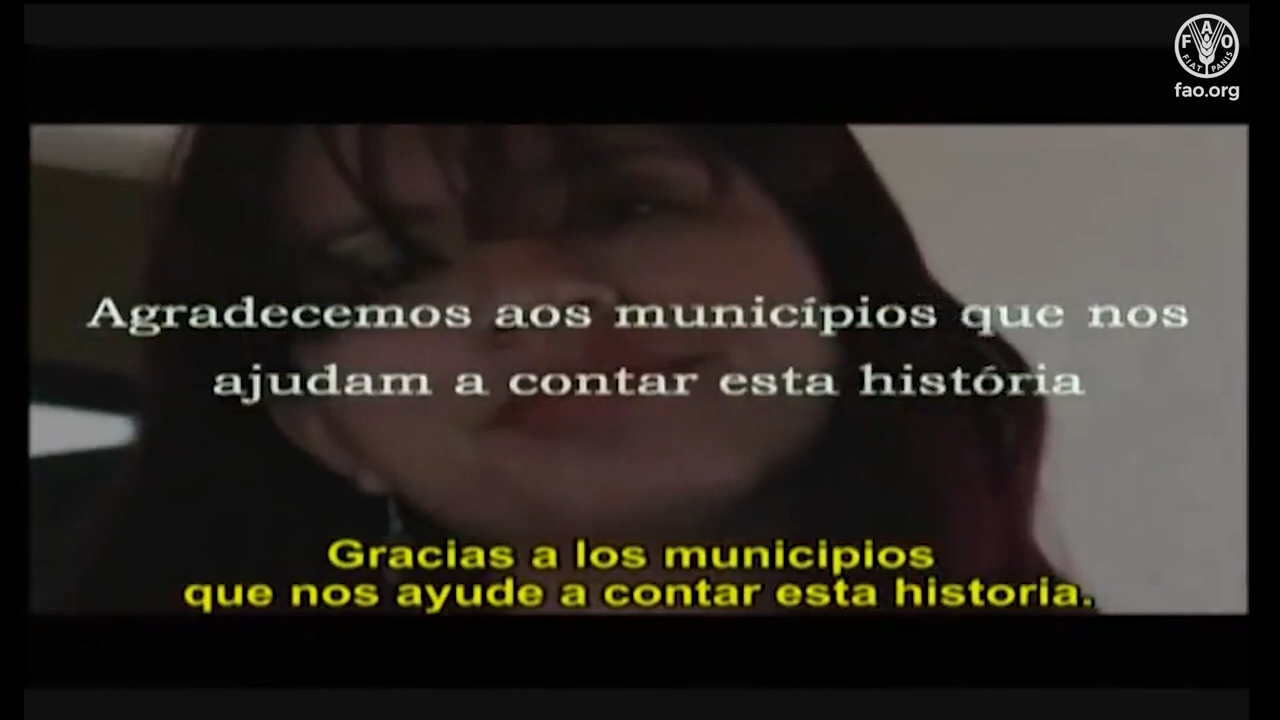 FAO
FIAT PANIS
fao.org
Agradecemos aos municípios que nos
ajudam a contar esta história
Gracias a los municipios
que nos ayude a contar esta historia.